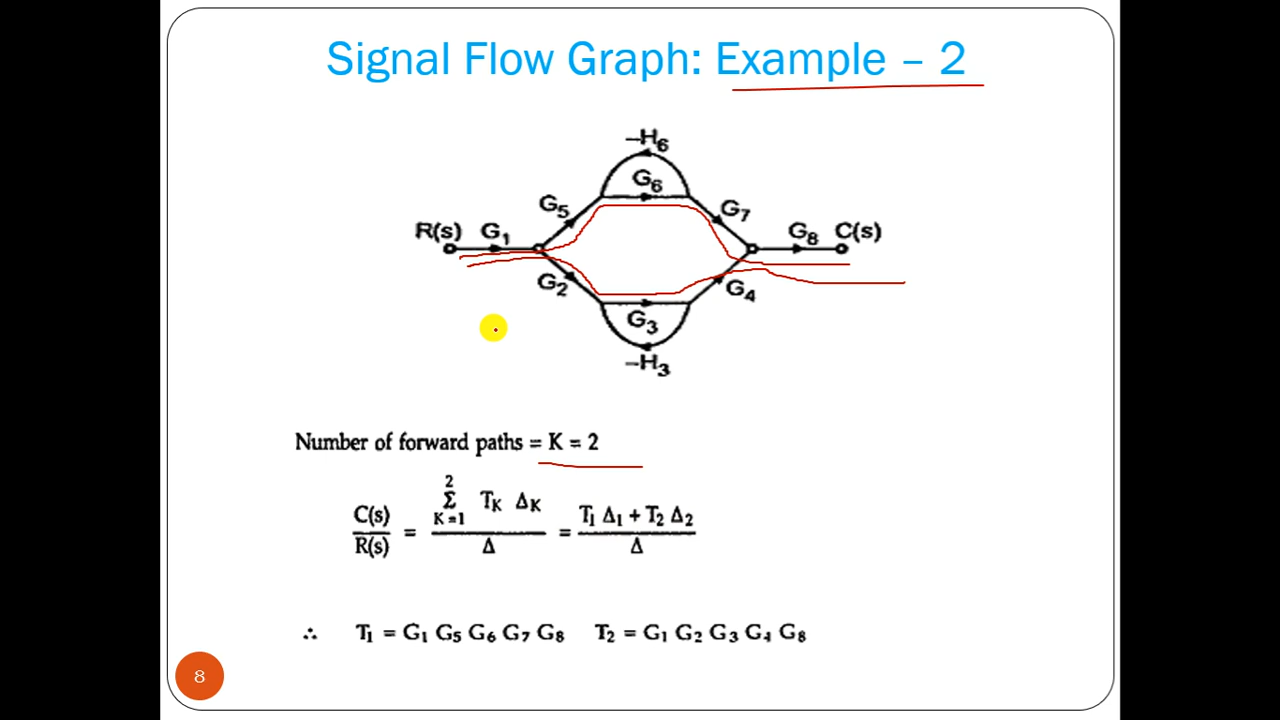 Signal Flow Graph: Example – 2
–H₆
G₆
G₅
G₇
R(s) G₁
G₈ C(s)
G₂
G₄
G₃
–H₃
Number of forward paths = K = 2
C(s)/R(s) = Σ (K=1 to 2) T_K Δ_K / Δ = (T₁ Δ₁ + T₂ Δ₂) / Δ
∴ T₁ = G₁ G₅ G₆ G₇ G₈ T₂ = G₁ G₂ G₃ G₄ G₈
8